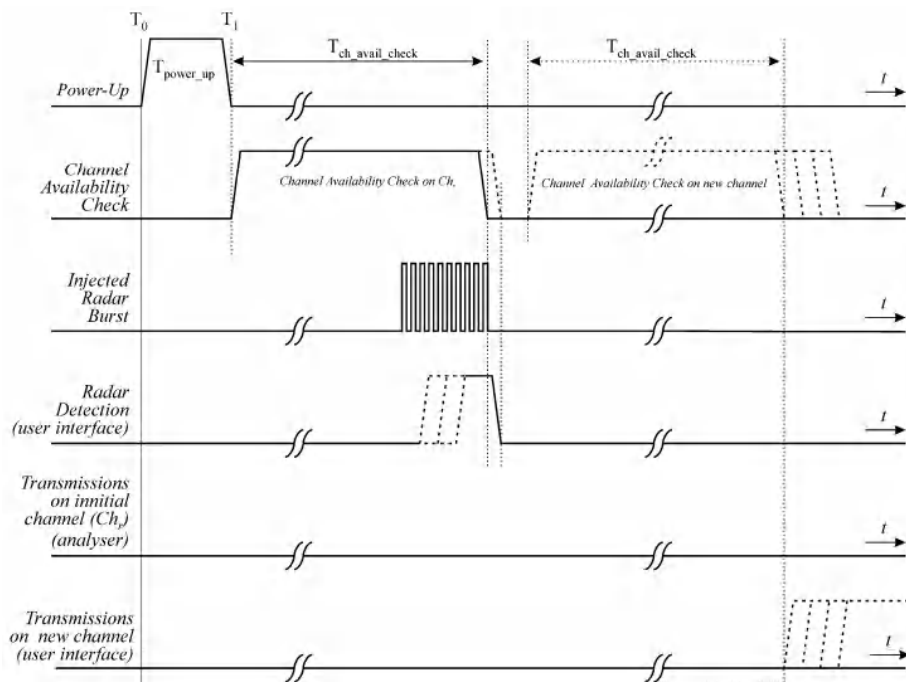 T0 T1
Tpower_up
Tch_avail_check
Tch_avail_check
Power-Up
t
Channel
Availability
Check
Channel Availability Check on Chr
Channel Availability Check on new channel
t
Injected
Radar
Burst
t
Radar
Detection
(user interface)
t
Transmissions
on innitial
channel (Chr)
(analyser)
t
Transmissions
on new channel
(user interface)
t